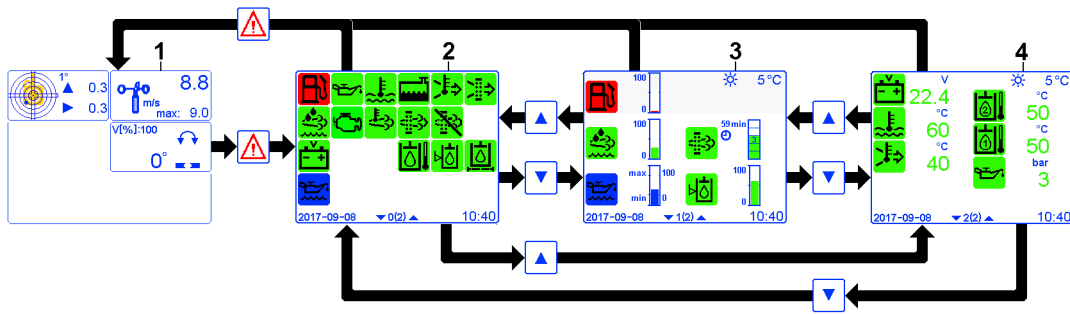 1
1°
0.3
0.3
8.8
m/s
max: 9.0
V[%]:100
0°
2
V
2017-09-08 0(2) 10:40
3
5°C
100
0
59 min
3
max.
min
100
0
100
0
2017-09-08 1(2) 10:40
4
5°C
V
22.4
°C
60
°C
40
°C
2
50
°C
1
50
bar
3
2017-09-08 2(2) 10:40